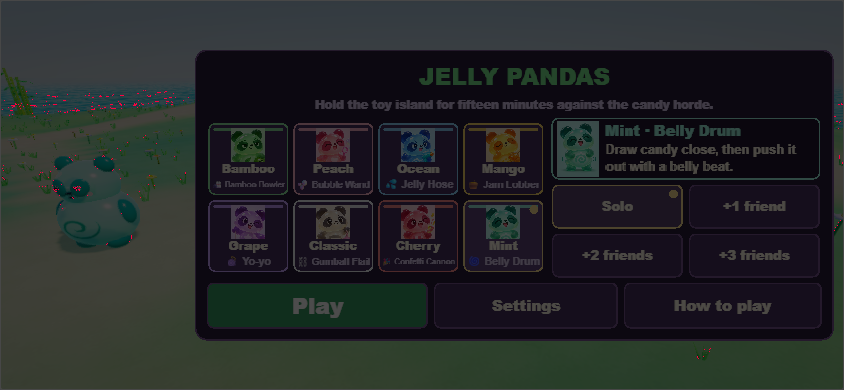 JELLY PANDAS
Hold the toy island for fifteen minutes against the candy horde.
Bamboo
Bamboo Bowler
Peach
Bubble Wand
Ocean
Jelly Hose
Mango
Jam Lobber
Grape
Yo-yo
Classic
Gumball Flail
Cherry
Confetti Cannon
Mint
Belly Drum
Mint - Belly Drum
Draw candy close, then push it
out with a belly beat.
Solo
+1 friend
+2 friends
+3 friends
Play
Settings
How to play